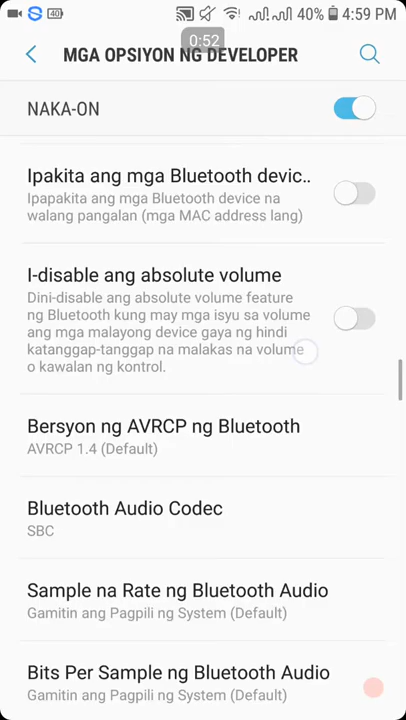 40 40% 4:59 PM
0:52
MGA OPSIYON NG DEVELOPER
NAKA-ON
Ipakita ang mga Bluetooth devic..
Ipapakita ang mga Bluetooth device na
walang pangalan (mga MAC address lang)
I-disable ang absolute volume
Dini-disable ang absolute volume feature
ng Bluetooth kung may mga isyu sa volume
ang mga malayong device gaya ng hindi
katanggap-tanggap na malakas na volume
o kawalan ng kontrol.
Bersyon ng AVRCP ng Bluetooth
AVRCP 1.4 (Default)
Bluetooth Audio Codec
SBC
Sample na Rate ng Bluetooth Audio
Gamitin ang Pagpili ng System (Default)
Bits Per Sample ng Bluetooth Audio
Gamitin ang Pagpili ng System (Default)